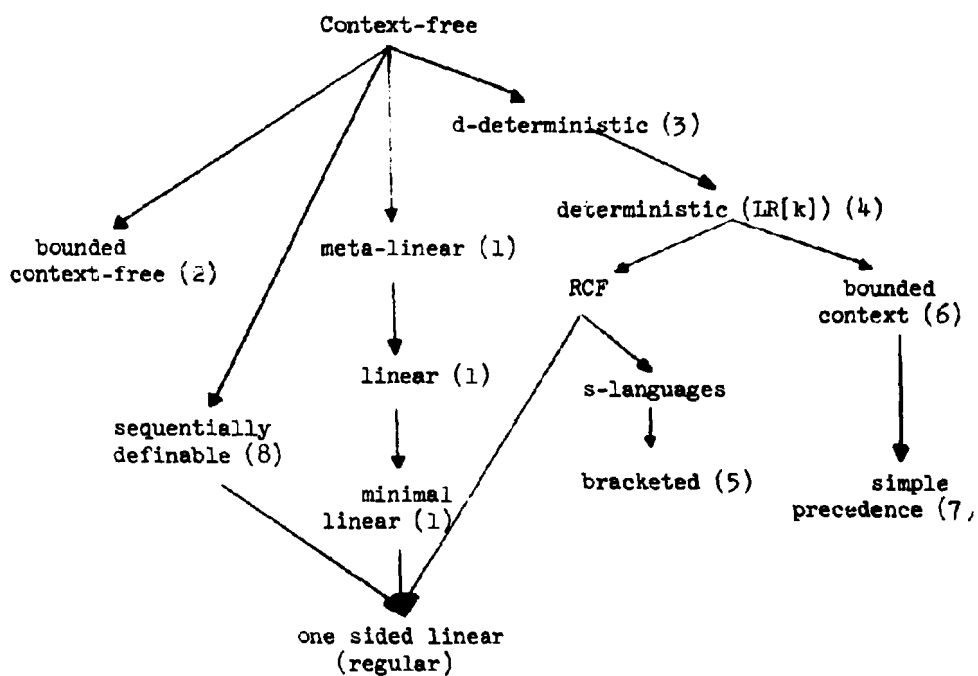 Context-free
d-deterministic (3)
deterministic (LR[k]) (4)
bounded
context-free (2)
meta-linear (1)
RCF
bounded
context (6)
linear (1)
s-languages
sequentially
definable (8)
minimal
linear (1)
bracketed (5)
simple
precedence (7,
one sided linear
(regular)